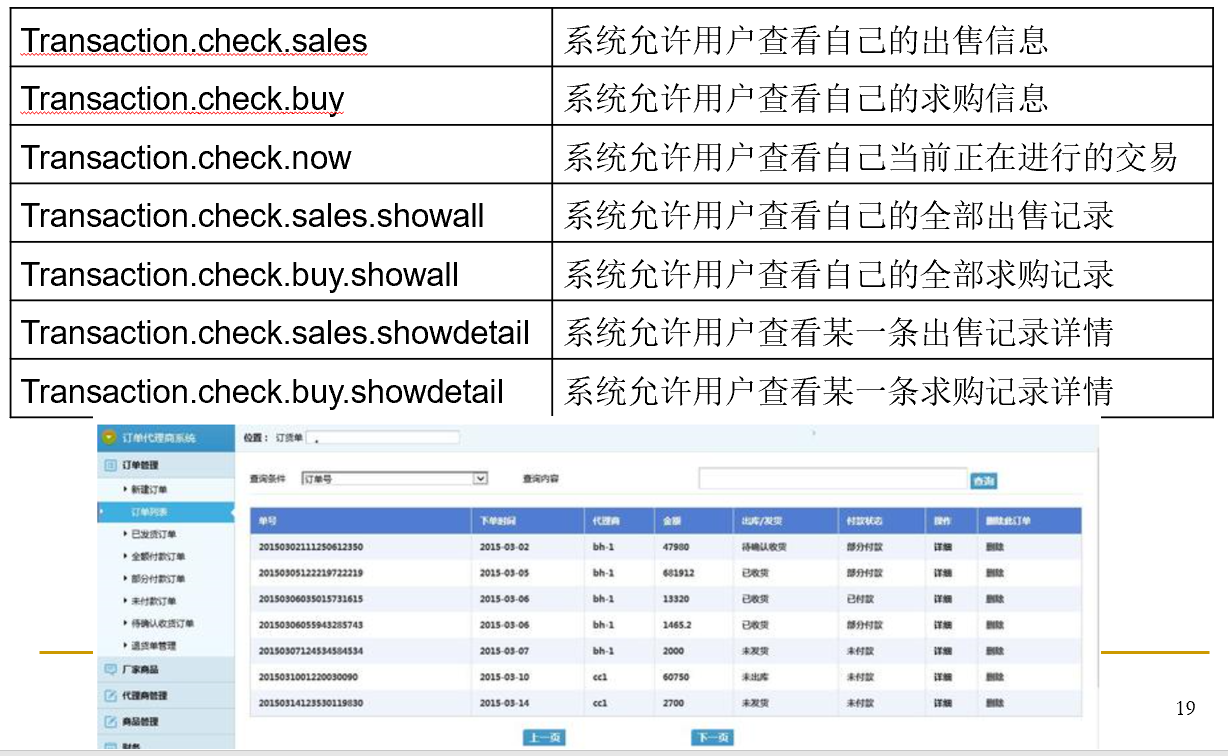 Transaction.check.sales 系统允许用户查看自己的出售信息
Transaction.check.buy 系统允许用户查看自己的求购信息
Transaction.check.now 系统允许用户查看自己当前正在进行的交易
Transaction.check.sales.showall 系统允许用户查看自己的全部出售记录
Transaction.check.buy.showall 系统允许用户查看自己的全部求购记录
Transaction.check.sales.showdetail 系统允许用户查看某一条出售记录详情
Transaction.check.buy.showdetail 系统允许用户查看某一条求购记录详情
订单代理商系统
位置： 订货单
订单管理
新建订单
订单列表
已发货订单
全额付款订单
部分付款订单
未付款订单
待确认收货订单
退货单管理
厂家商品
代理商管理
商品管理
财务
查询条件 订单号 查询内容 查询
单号 下单时间 代理商 金额 出库/发货 付款状态 操作 删除此订单
20150302111250612350 2015-03-02 bh-1 47980 待确认收货 部分付款 详细 删除
20150305122219722219 2015-03-05 bh-1 681912 已收货 部分付款 详细 删除
20150306035015731615 2015-03-06 bh-1 13320 已收货 已付款 详细 删除
20150306055943285743 2015-03-06 bh-1 1465.2 已收货 部分付款 详细 删除
20150307124534584534 2015-03-07 bh-1 2000 未发货 未付款 详细 删除
2015031001220030090 2015-03-10 cc1 60750 未出库 未付款 详细 删除
20150314123530119830 2015-03-14 cc1 2700 未发货 未付款 详细 删除
上一页 下一页
19